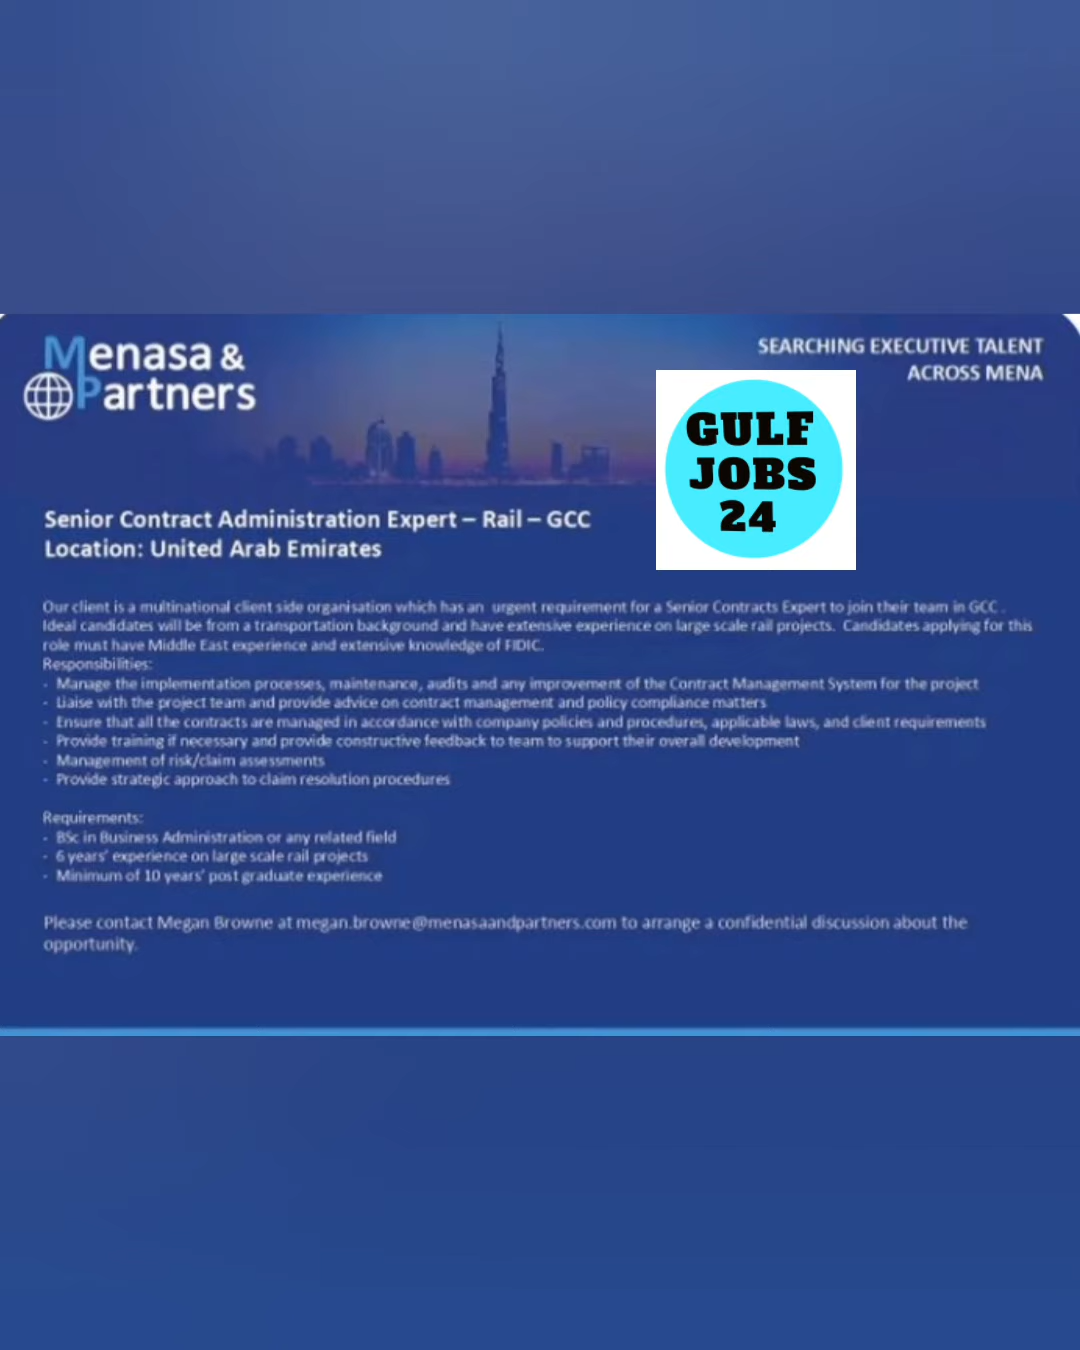 Menasa &
Partners
SEARCHING EXECUTIVE TALENT
ACROSS MENA
GULF
JOBS
24
Senior Contract Administration Expert – Rail – GCC
Location: United Arab Emirates
Our client is a multinational client side organisation which has an urgent requirement for a Senior Contracts Expert to join their team in GCC .
Ideal candidates will be from a transportation background and have extensive experience on large scale rail projects. Candidates applying for this
role must have Middle East experience and extensive knowledge of FIDIC.
Responsibilities:
- Manage the implementation processes, maintenance, audits and any improvement of the Contract Management System for the project
- Liaise with the project team and provide advice on contract management and policy compliance matters
- Ensure that all the contracts are managed in accordance with company policies and procedures, applicable laws, and client requirements
- Provide training if necessary and provide constructive feedback to team to support their overall development
- Management of risk/claim assessments
- Provide strategic approach to claim resolution procedures
Requirements:
- BSc in Business Administration or any related field
- 6 years' experience on large scale rail projects
- Minimum of 10 years' post graduate experience
Please contact Megan Browne at megan.browne@menasaandpartners.com to arrange a confidential discussion about the
opportunity.